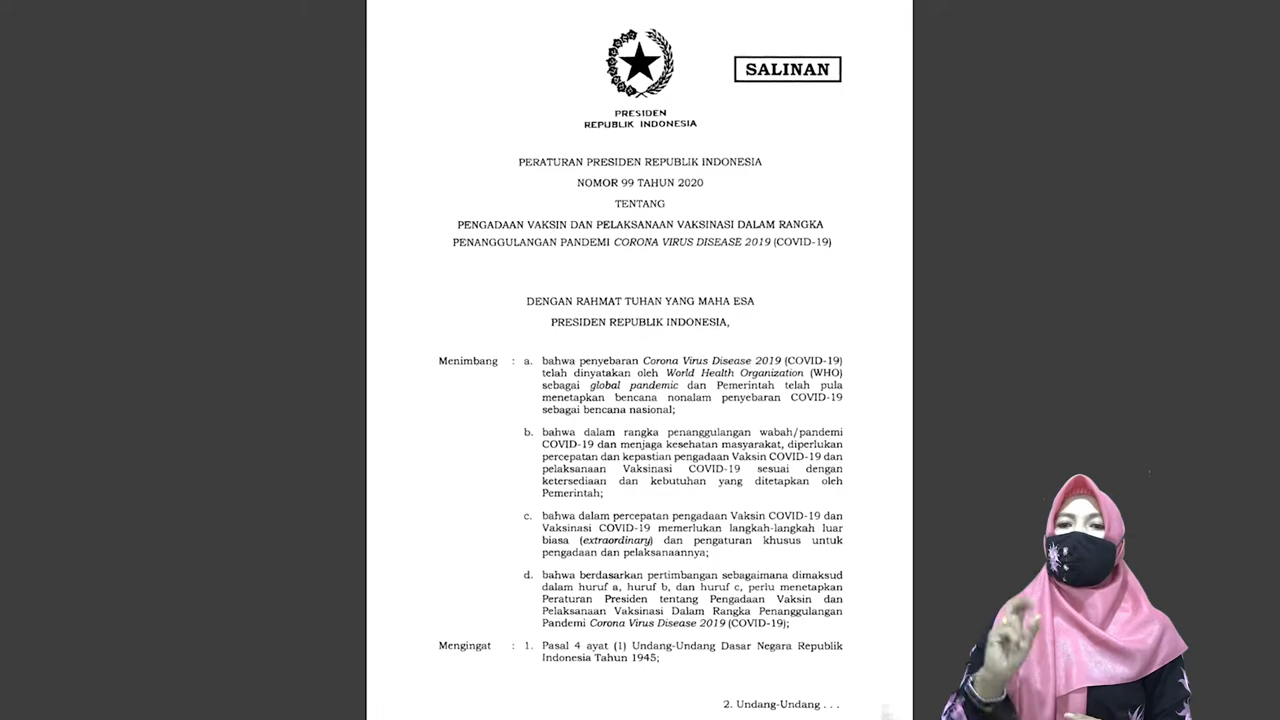 SALINAN
PRESIDEN
REPUBLIK INDONESIA
PERATURAN PRESIDEN REPUBLIK INDONESIA
NOMOR 99 TAHUN 2020
TENTANG
PENGADAAN VAKSIN DAN PELAKSANAAN VAKSINASI DALAM RANGKA
PENANGGULANGAN PANDEMI CORONA VIRUS DISEASE 2019 (COVID-19)
DENGAN RAHMAT TUHAN YANG MAHA ESA
PRESIDEN REPUBLIK INDONESIA,
Menimbang : a. bahwa penyebaran Corona Virus Disease 2019 (COVID-19)
telah dinyatakan oleh World Health Organization (WHO)
sebagai global pandemic dan Pemerintah telah pula
menetapkan bencana nonalam penyebaran COVID-19
sebagai bencana nasional;
b. bahwa dalam rangka penanggulangan wabah/pandemi
COVID-19 dan menjaga kesehatan masyarakat, diperlukan
percepatan dan kepastian pengadaan Vaksin COVID-19 dan
pelaksanaan Vaksinasi COVID-19 sesuai dengan
ketersediaan dan kebutuhan yang ditetapkan oleh
Pemerintah;
c. bahwa dalam percepatan pengadaan Vaksin COVID-19 dan
Vaksinasi COVID-19 memerlukan langkah-langkah luar
biasa (extraordinary) dan pengaturan khusus untuk
pengadaan dan pelaksanaannya;
d. bahwa berdasarkan pertimbangan sebagaimana dimaksud
dalam huruf a, huruf b, dan huruf c, perlu menetapkan
Peraturan Presiden tentang Pengadaan Vaksin dan
Pelaksanaan Vaksinasi Dalam Rangka Penanggulangan
Pandemi Corona Virus Disease 2019 (COVID-19);
Mengingat : 1. Pasal 4 ayat (1) Undang-Undang Dasar Negara Republik
Indonesia Tahun 1945;
2. Undang-Undang . . .